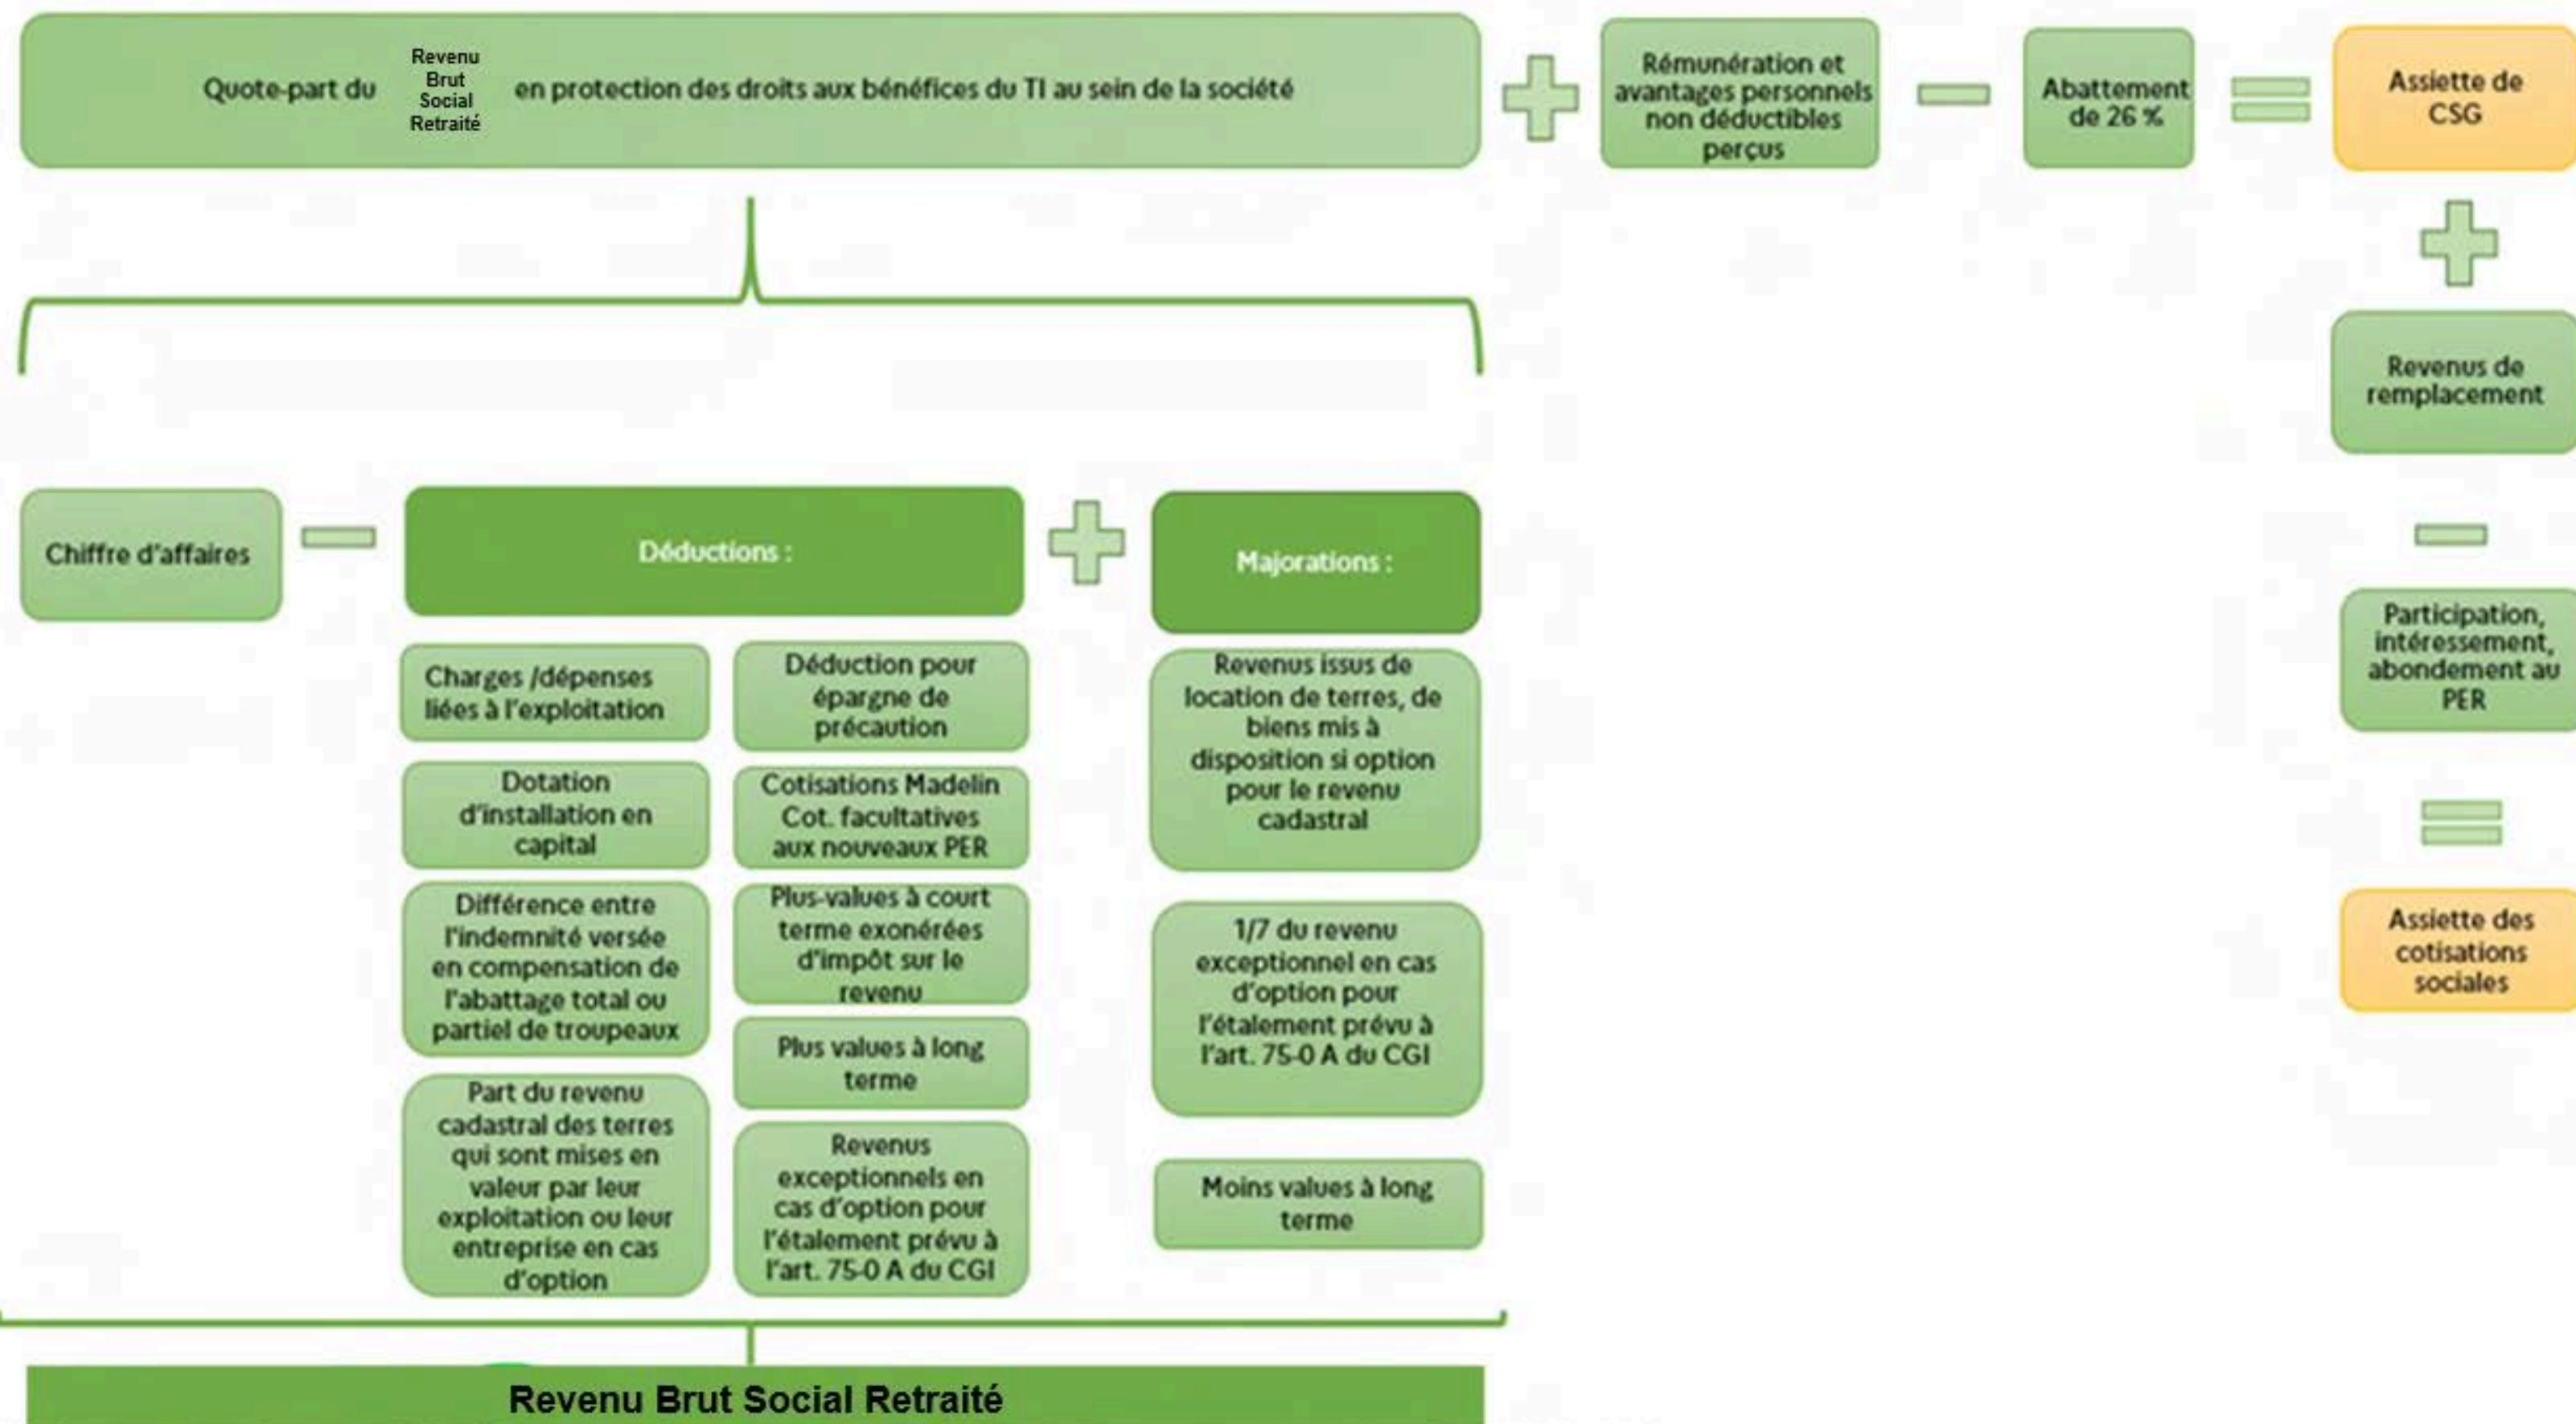 Quote-part du
Revenu
Brut
Social
Retraité
en protection des droits aux bénéfices du TI au sein de la société
Rémunération et
avantages personnels
non déductibles
perçus
Abattement
de 26 %
Assiette de
CSG
Revenus de
remplacement
Participation,
intéressement,
abondement au
PER
Assiette des
cotisations
sociales
Chiffre d'affaires
Déductions :
Charges /dépenses
liées à l'exploitation
Dotation
d'installation en
capital
Différence entre
l'indemnité versée
en compensation de
l'abattage total ou
partiel de troupeaux
Part du revenu
cadastral des terres
qui sont mises en
valeur par leur
exploitation ou leur
entreprise en cas
d'option
Déduction pour
épargne de
précaution
Cotisations Madelin
Cot. facultatives
aux nouveaux PER
Plus-values à court
terme exonérées
d'impôt sur le
revenu
Plus values à long
terme
Revenus
exceptionnels en
cas d'option pour
l'étalement prévu à
l'art. 75-0 A du CGI
Majorations :
Revenus issus de
location de terres, de
biens mis à
disposition si option
pour le revenu
cadastral
1/7 du revenu
exceptionnel en cas
d'option pour
l'étalement prévu à
l'art. 75-0 A du CGI
Moins values à long
terme
Revenu Brut Social Retraité